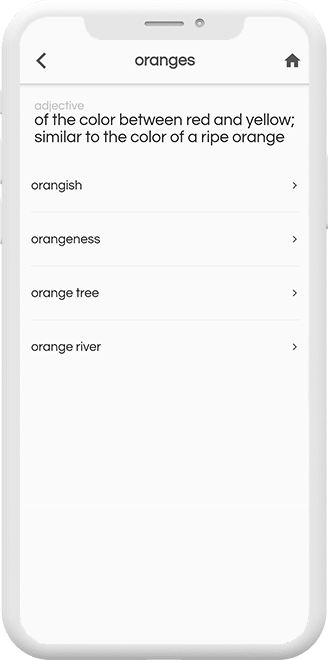 oranges
adjective
of the color between red and yellow;
similar to the color of a ripe orange
orangish
orangeness
orange tree
orange river